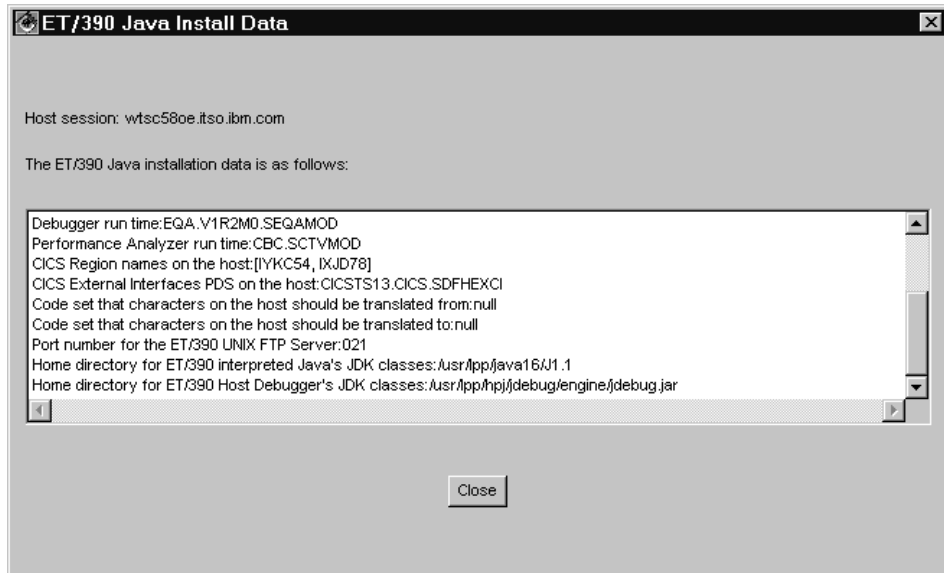 ET/390 Java Install Data
Host session: wtsc58oe.itso.ibm.com
The ET/390 Java installation data is as follows:
Debugger run time:EQA.V1R2M0.SEQAMOD
Performance Analyzer run time:CBC.SCTVMOD
CICS Region names on the host:[IYKC54, IXJD78]
CICS External Interfaces PDS on the host:CICSTS13.CICS.SDFHEXCI
Code set that characters on the host should be translated from:null
Code set that characters on the host should be translated to:null
Port number for the ET/390 UNIX FTP Server:021
Home directory for ET/390 interpreted Java's JDK classes:/usr/lpp/java16/J1.1
Home directory for ET/390 Host Debugger's JDK classes:/usr/lpp/hpj/jdebug/engine/jdebug.jar
Close